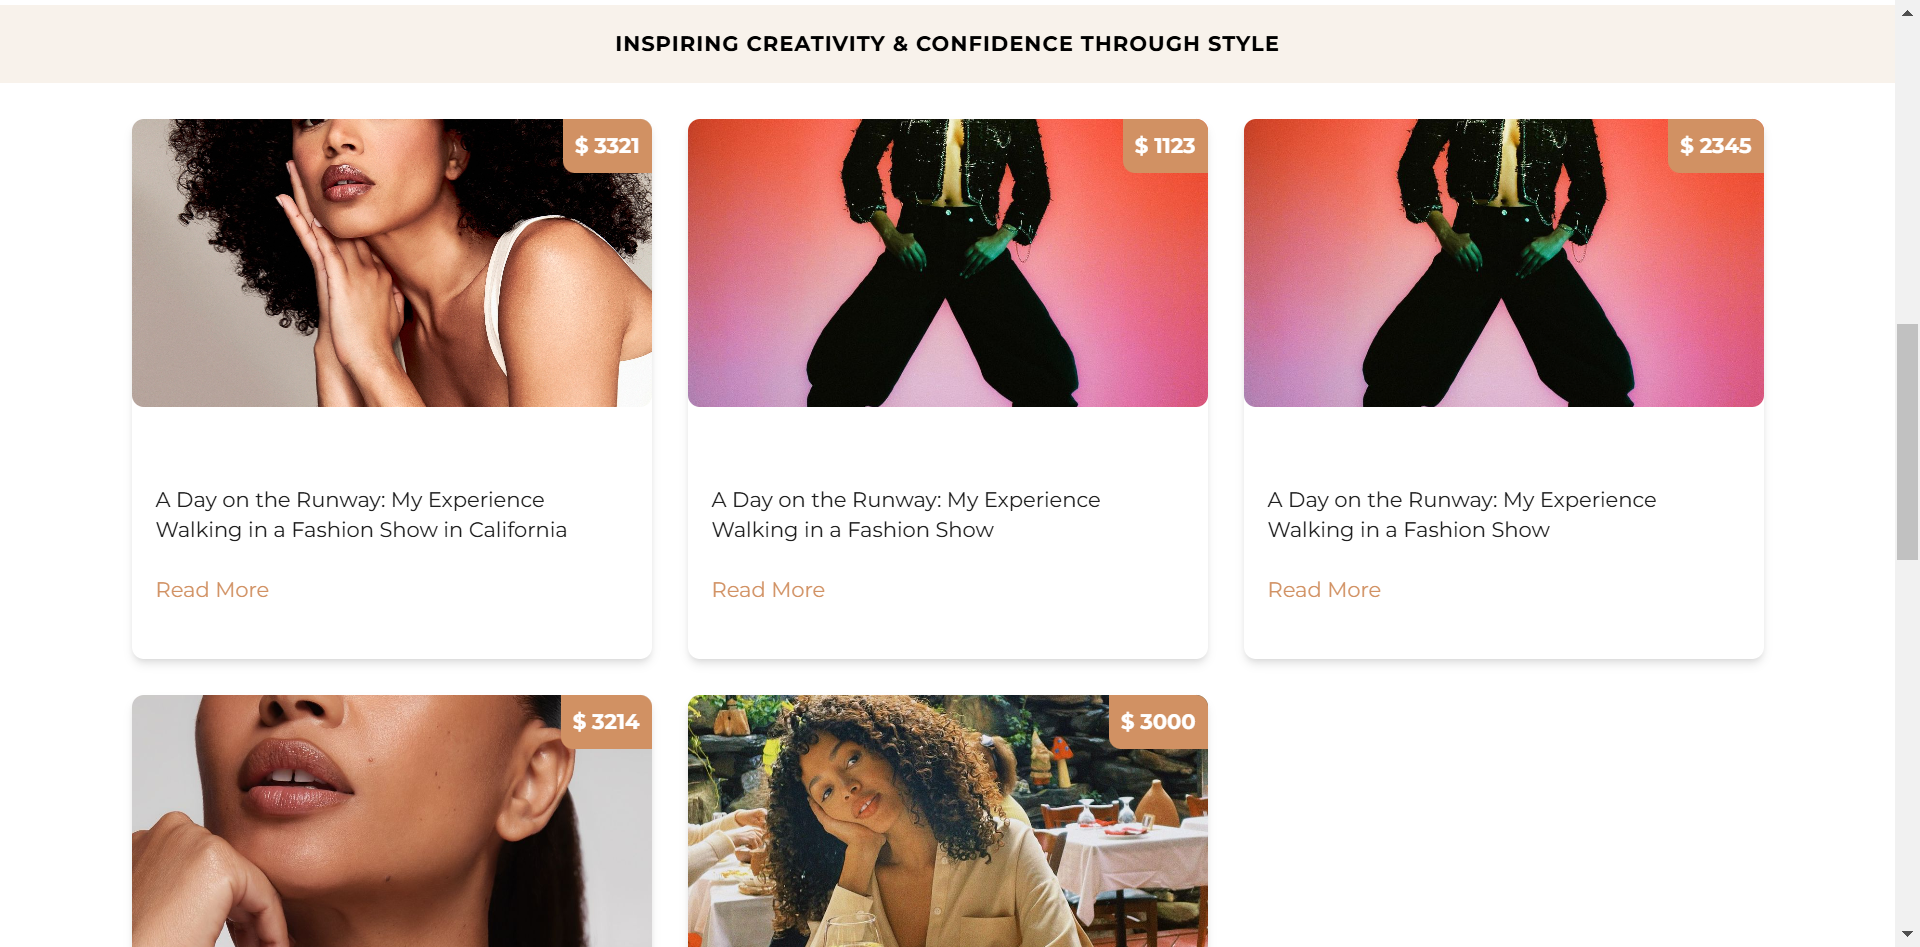 INSPIRING CREATIVITY & CONFIDENCE THROUGH STYLE
$ 3321
$ 1123
$ 2345
A Day on the Runway: My Experience
Walking in a Fashion Show in California
Read More
A Day on the Runway: My Experience
Walking in a Fashion Show
Read More
A Day on the Runway: My Experience
Walking in a Fashion Show
Read More
$ 3214
$ 3000